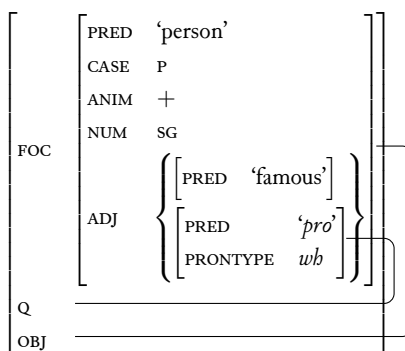 PRED ‘person’
CASE P
ANIM +
NUM SG
FOC
[PRED ‘famous’]
ADJ
PRED ‘pro’
PRONTYPE wh
Q
OBJ